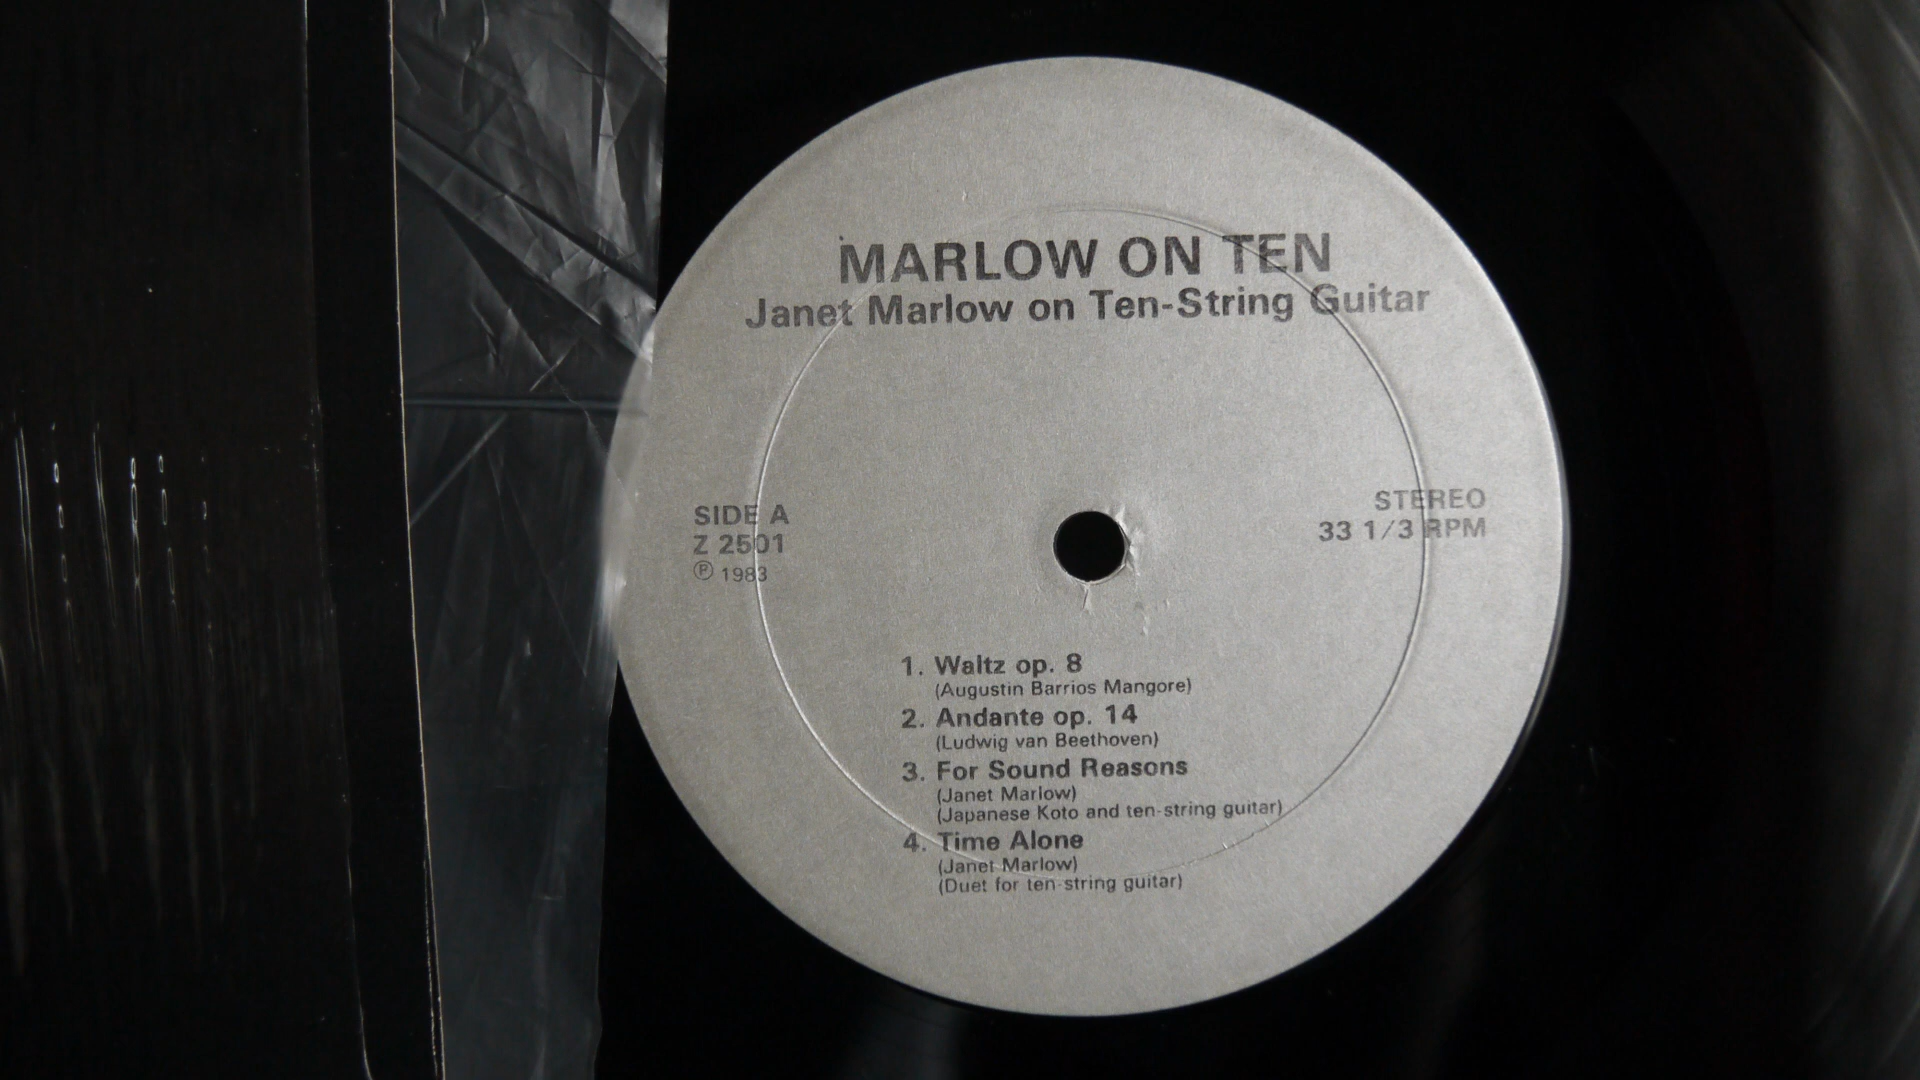 MARLOW ON TEN
Janet Marlow on Ten-String Guitar
SIDE A
Z 2501
Ⓟ 1983
STEREO
33 1/3 RPM
1. Waltz op. 8
(Augustin Barrios Mangore)
2. Andante op. 14
(Ludwig van Beethoven)
3. For Sound Reasons
(Janet Marlow)
(Japanese Koto and ten-string guitar)
4. Time Alone
(Janet Marlow)
(Duet for ten-string guitar)